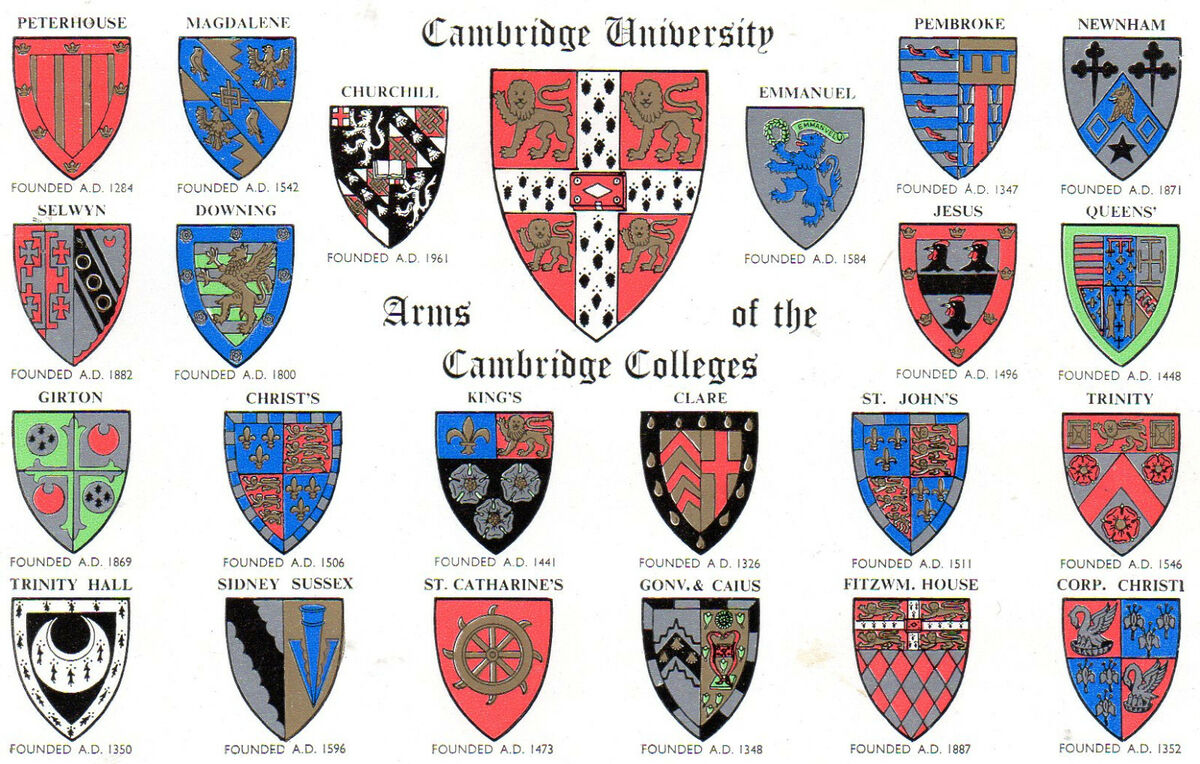 Cambridge University
PETERHOUSE
FOUNDED A.D. 1284
MAGDALENE
FOUNDED A.D. 1542
CHURCHILL
FOUNDED A.D. 1961
EMMANUEL
EMMANUEL
FOUNDED A.D. 1584
PEMBROKE
FOUNDED A.D. 1347
NEWNHAM
FOUNDED A.D. 1871
SELWYN
FOUNDED A.D. 1882
DOWNING
FOUNDED A.D. 1800
Arms of the
Cambridge Colleges
JESUS
FOUNDED A.D. 1496
QUEENS'
FOUNDED A.D. 1448
GIRTON
FOUNDED A.D. 1869
CHRIST'S
FOUNDED A.D. 1506
KING'S
FOUNDED A.D. 1441
CLARE
FOUNDED A.D. 1326
ST. JOHN'S
FOUNDED A.D. 1511
TRINITY
FOUNDED A.D. 1546
TRINITY HALL
FOUNDED A.D. 1350
SIDNEY SUSSEX
FOUNDED A.D. 1596
ST. CATHARINE'S
FOUNDED A.D. 1473
GONV. & CAIUS
FOUNDED A.D. 1348
FITZWM. HOUSE
FOUNDED A.D. 1887
CORP. CHRISTI
FOUNDED A.D. 1352